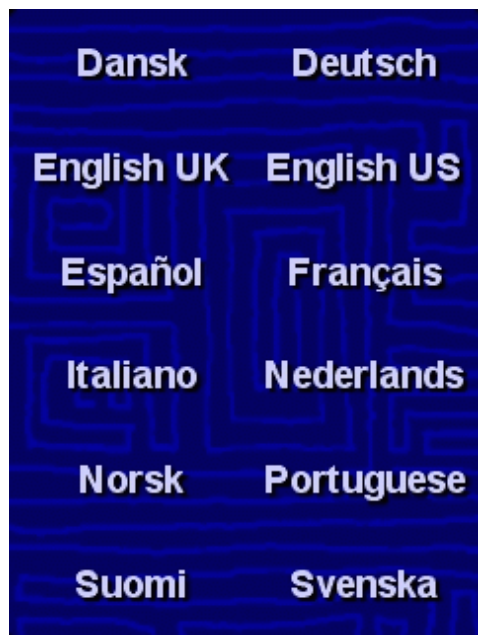 Dansk Deutsch
English UK English US
Español Français
Italiano Nederlands
Norsk Portuguese
Suomi Svenska